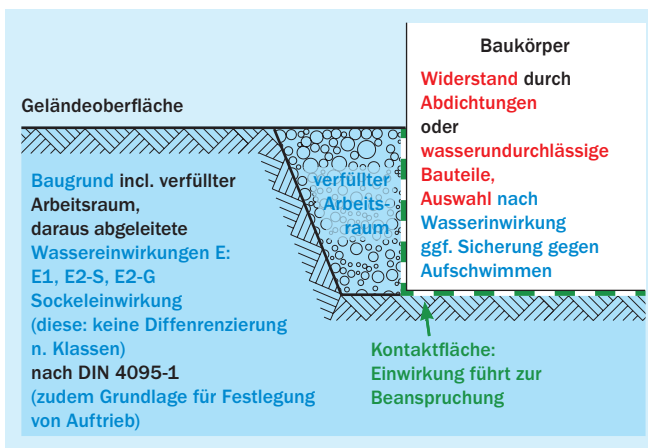 Baukörper
Widerstand durch
Abdichtungen
oder
wasserundurchlässige
Bauteile,
Auswahl nach
Wasserinwirkung
ggf. Sicherung gegen
Aufschwimmen
Geländeoberfläche
Baugrund incl. verfüllter
Arbeitsraum,
daraus abgeleitete
Wassereinwirkungen E:
E1, E2-S, E2-G
Sockeleinwirkung
(diese: keine Diffenrenzierung
n. Klassen)
nach DIN 4095-1
(zudem Grundlage für Festlegung
von Auftrieb)
verfüllter
Arbeits-
raum
Kontaktfläche:
Einwirkung führt zur
Beanspruchung